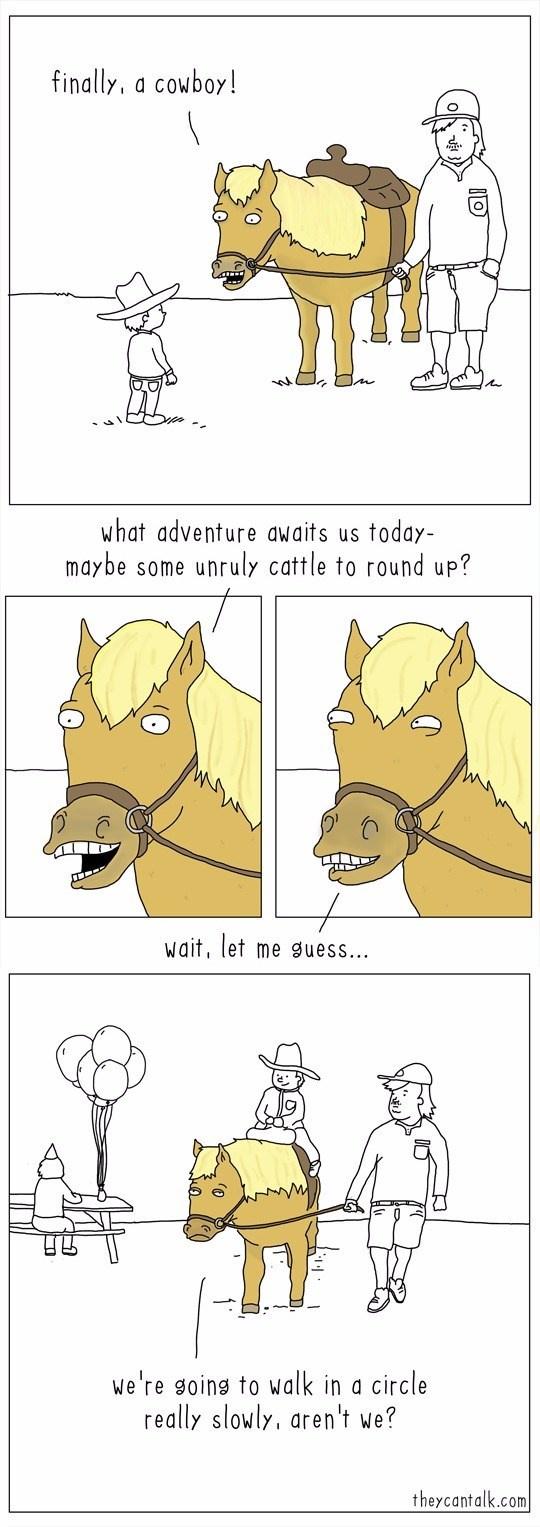 finally, a cowboy!
what adventure awaits us today-
maybe some unruly cattle to round up?
wait, let me guess...
we're going to walk in a circle
really slowly, aren't we?
theycantalk.com